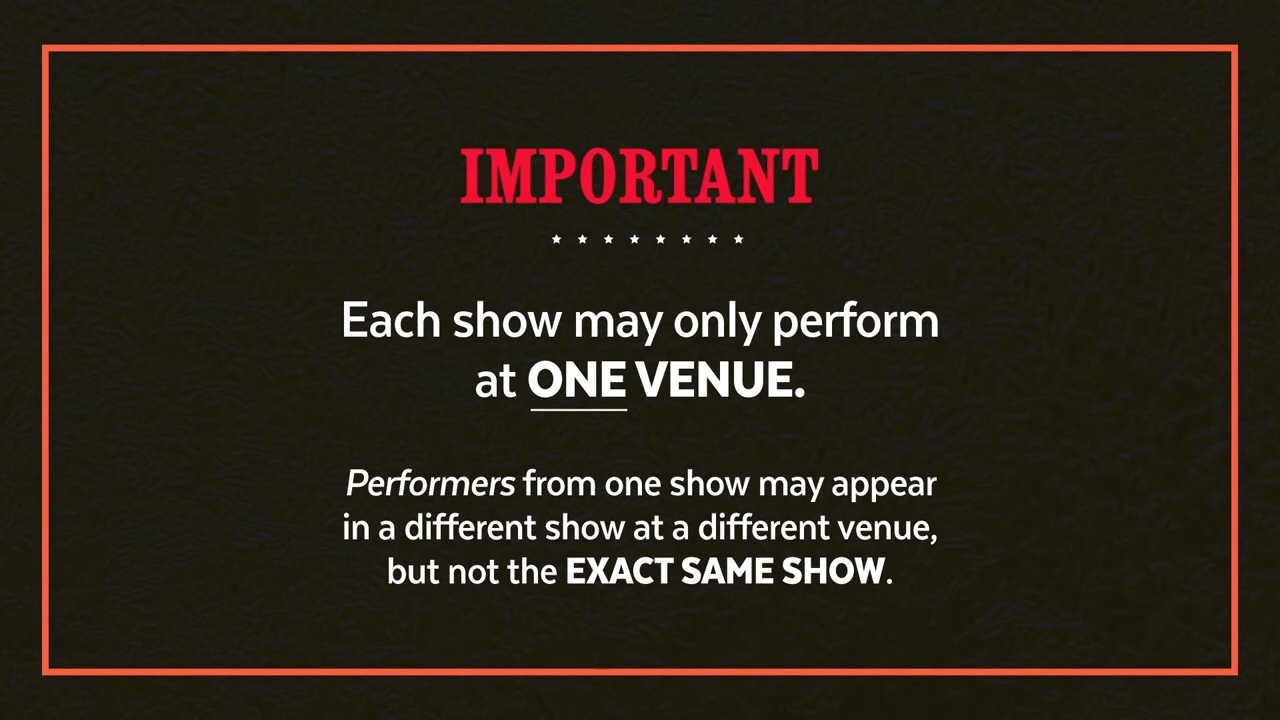 IMPORTANT
Each show may only perform
at ONE VENUE.
Performers from one show may appear
in a different show at a different venue,
but not the EXACT SAME SHOW.